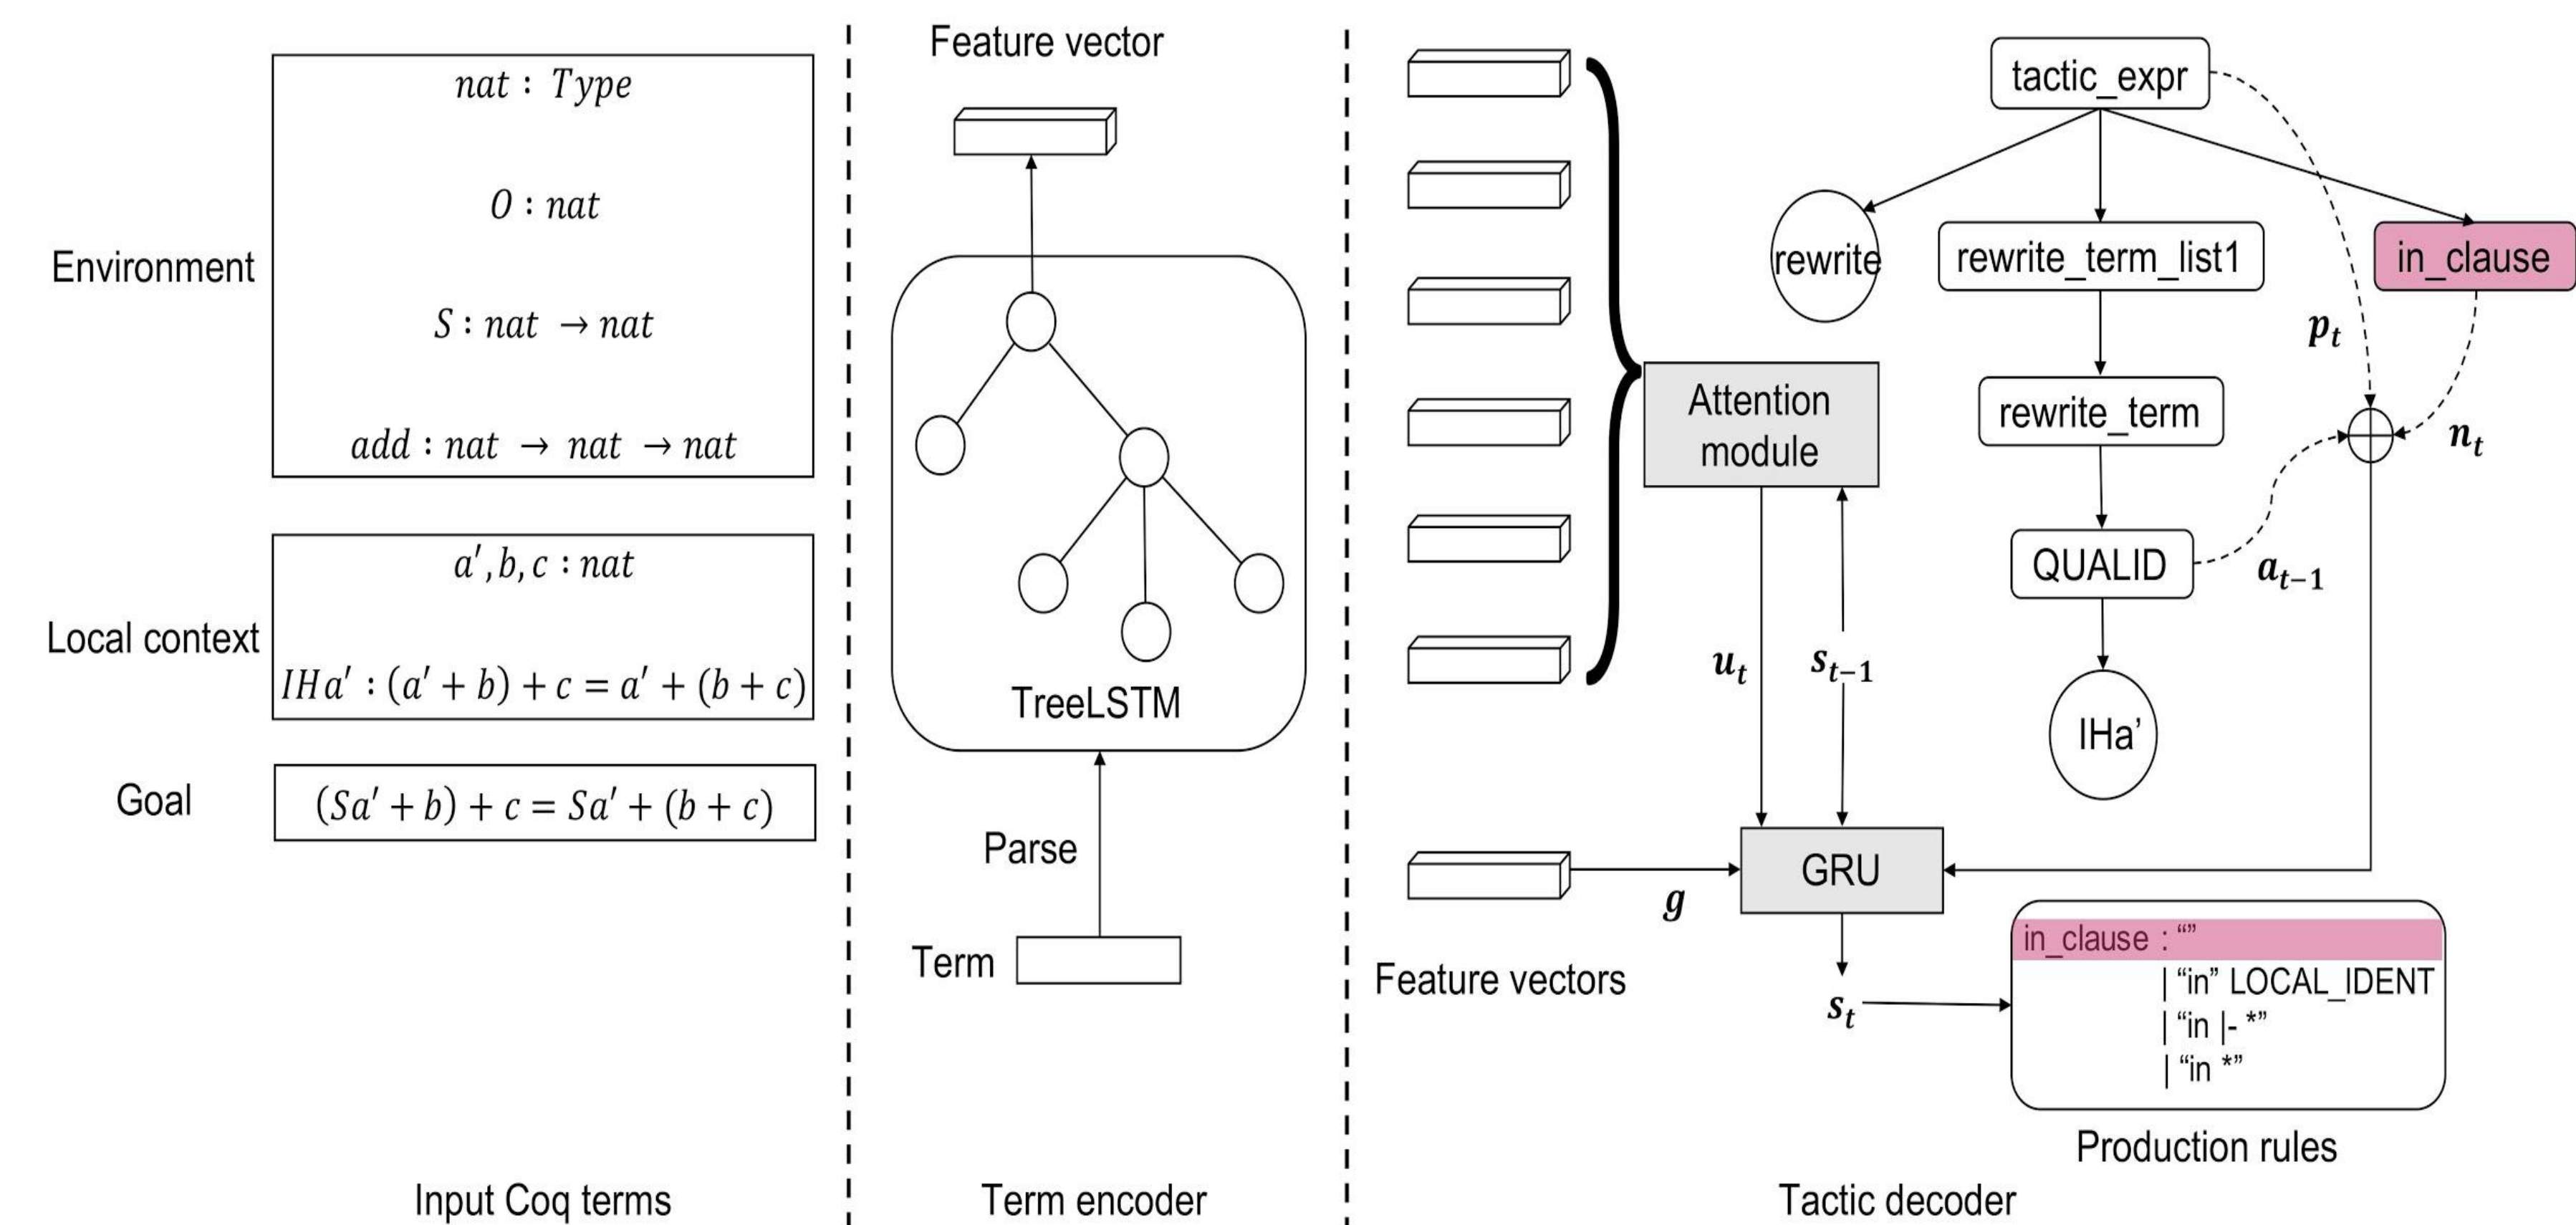 Environment
nat : Type
O : nat
S : nat → nat
add : nat → nat → nat
Local context
a′, b, c : nat
IHa′ : (a′ + b) + c = a′ + (b + c)
Goal
(Sa′ + b) + c = Sa′ + (b + c)
Input Coq terms
Feature vector
TreeLSTM
Parse
Term
Term encoder
Attention
module
u_t
s_{t−1}
g
GRU
Feature vectors
s_t
tactic_expr
rewrite
rewrite_term_list1
in_clause
p_t
rewrite_term
n_t
QUALID
a_{t−1}
IHa’
in_clause : “”
| “in” LOCAL_IDENT
| “in |- *”
| “in *”
Production rules
Tactic decoder